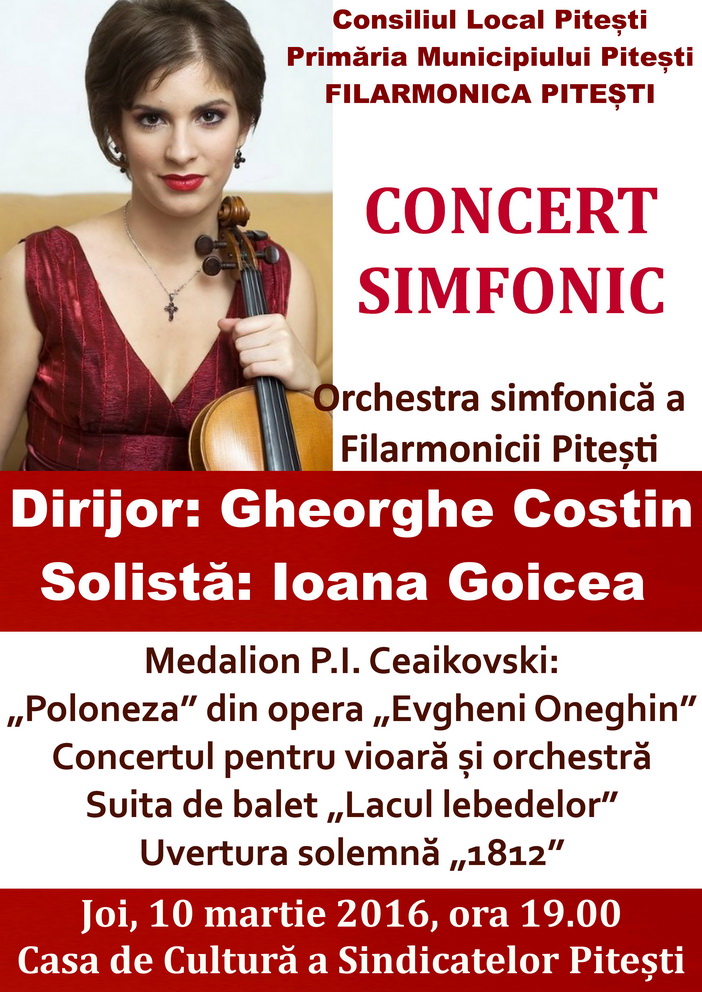 Consiliul Local Pitești
Primăria Municipiului Pitești
FILARMONICA PITEȘTI
CONCERT
SIMFONIC
Orchestra simfonică a
Filarmonicii Pitești
Dirijor: Gheorghe Costin
Solistă: Ioana Goicea
Medalion P.I. Ceaikovski:
„Poloneza” din opera „Evgheni Oneghin”
Concertul pentru vioară și orchestră
Suita de balet „Lacul lebedelor”
Uvertura solemnă „1812”
Joi, 10 martie 2016, ora 19.00
Casa de Cultură a Sindicatelor Pitești